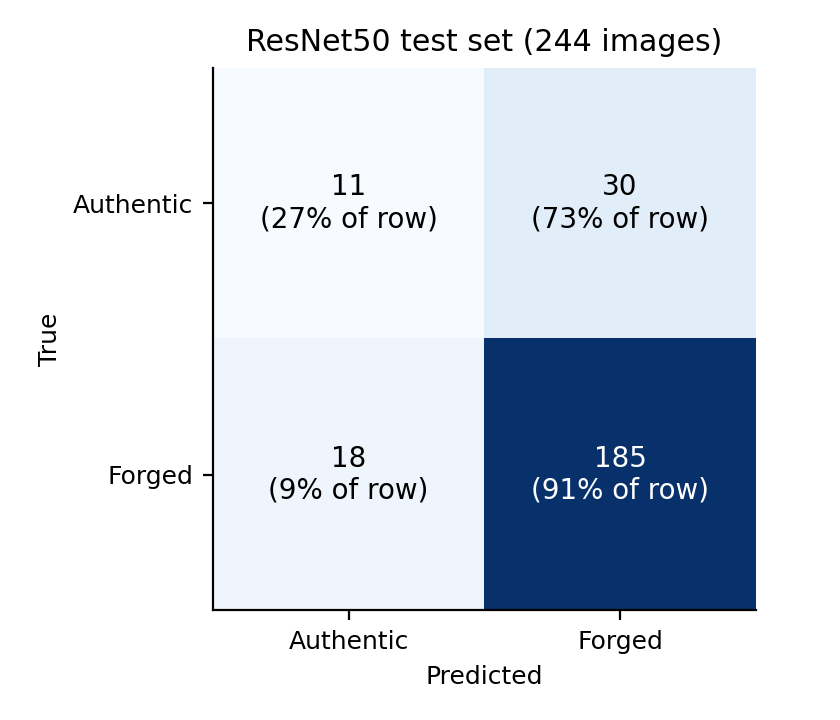 ResNet50 test set (244 images)
True
Authentic
11
(27% of row)
30
(73% of row)
Forged
18
(9% of row)
185
(91% of row)
Authentic
Forged
Predicted